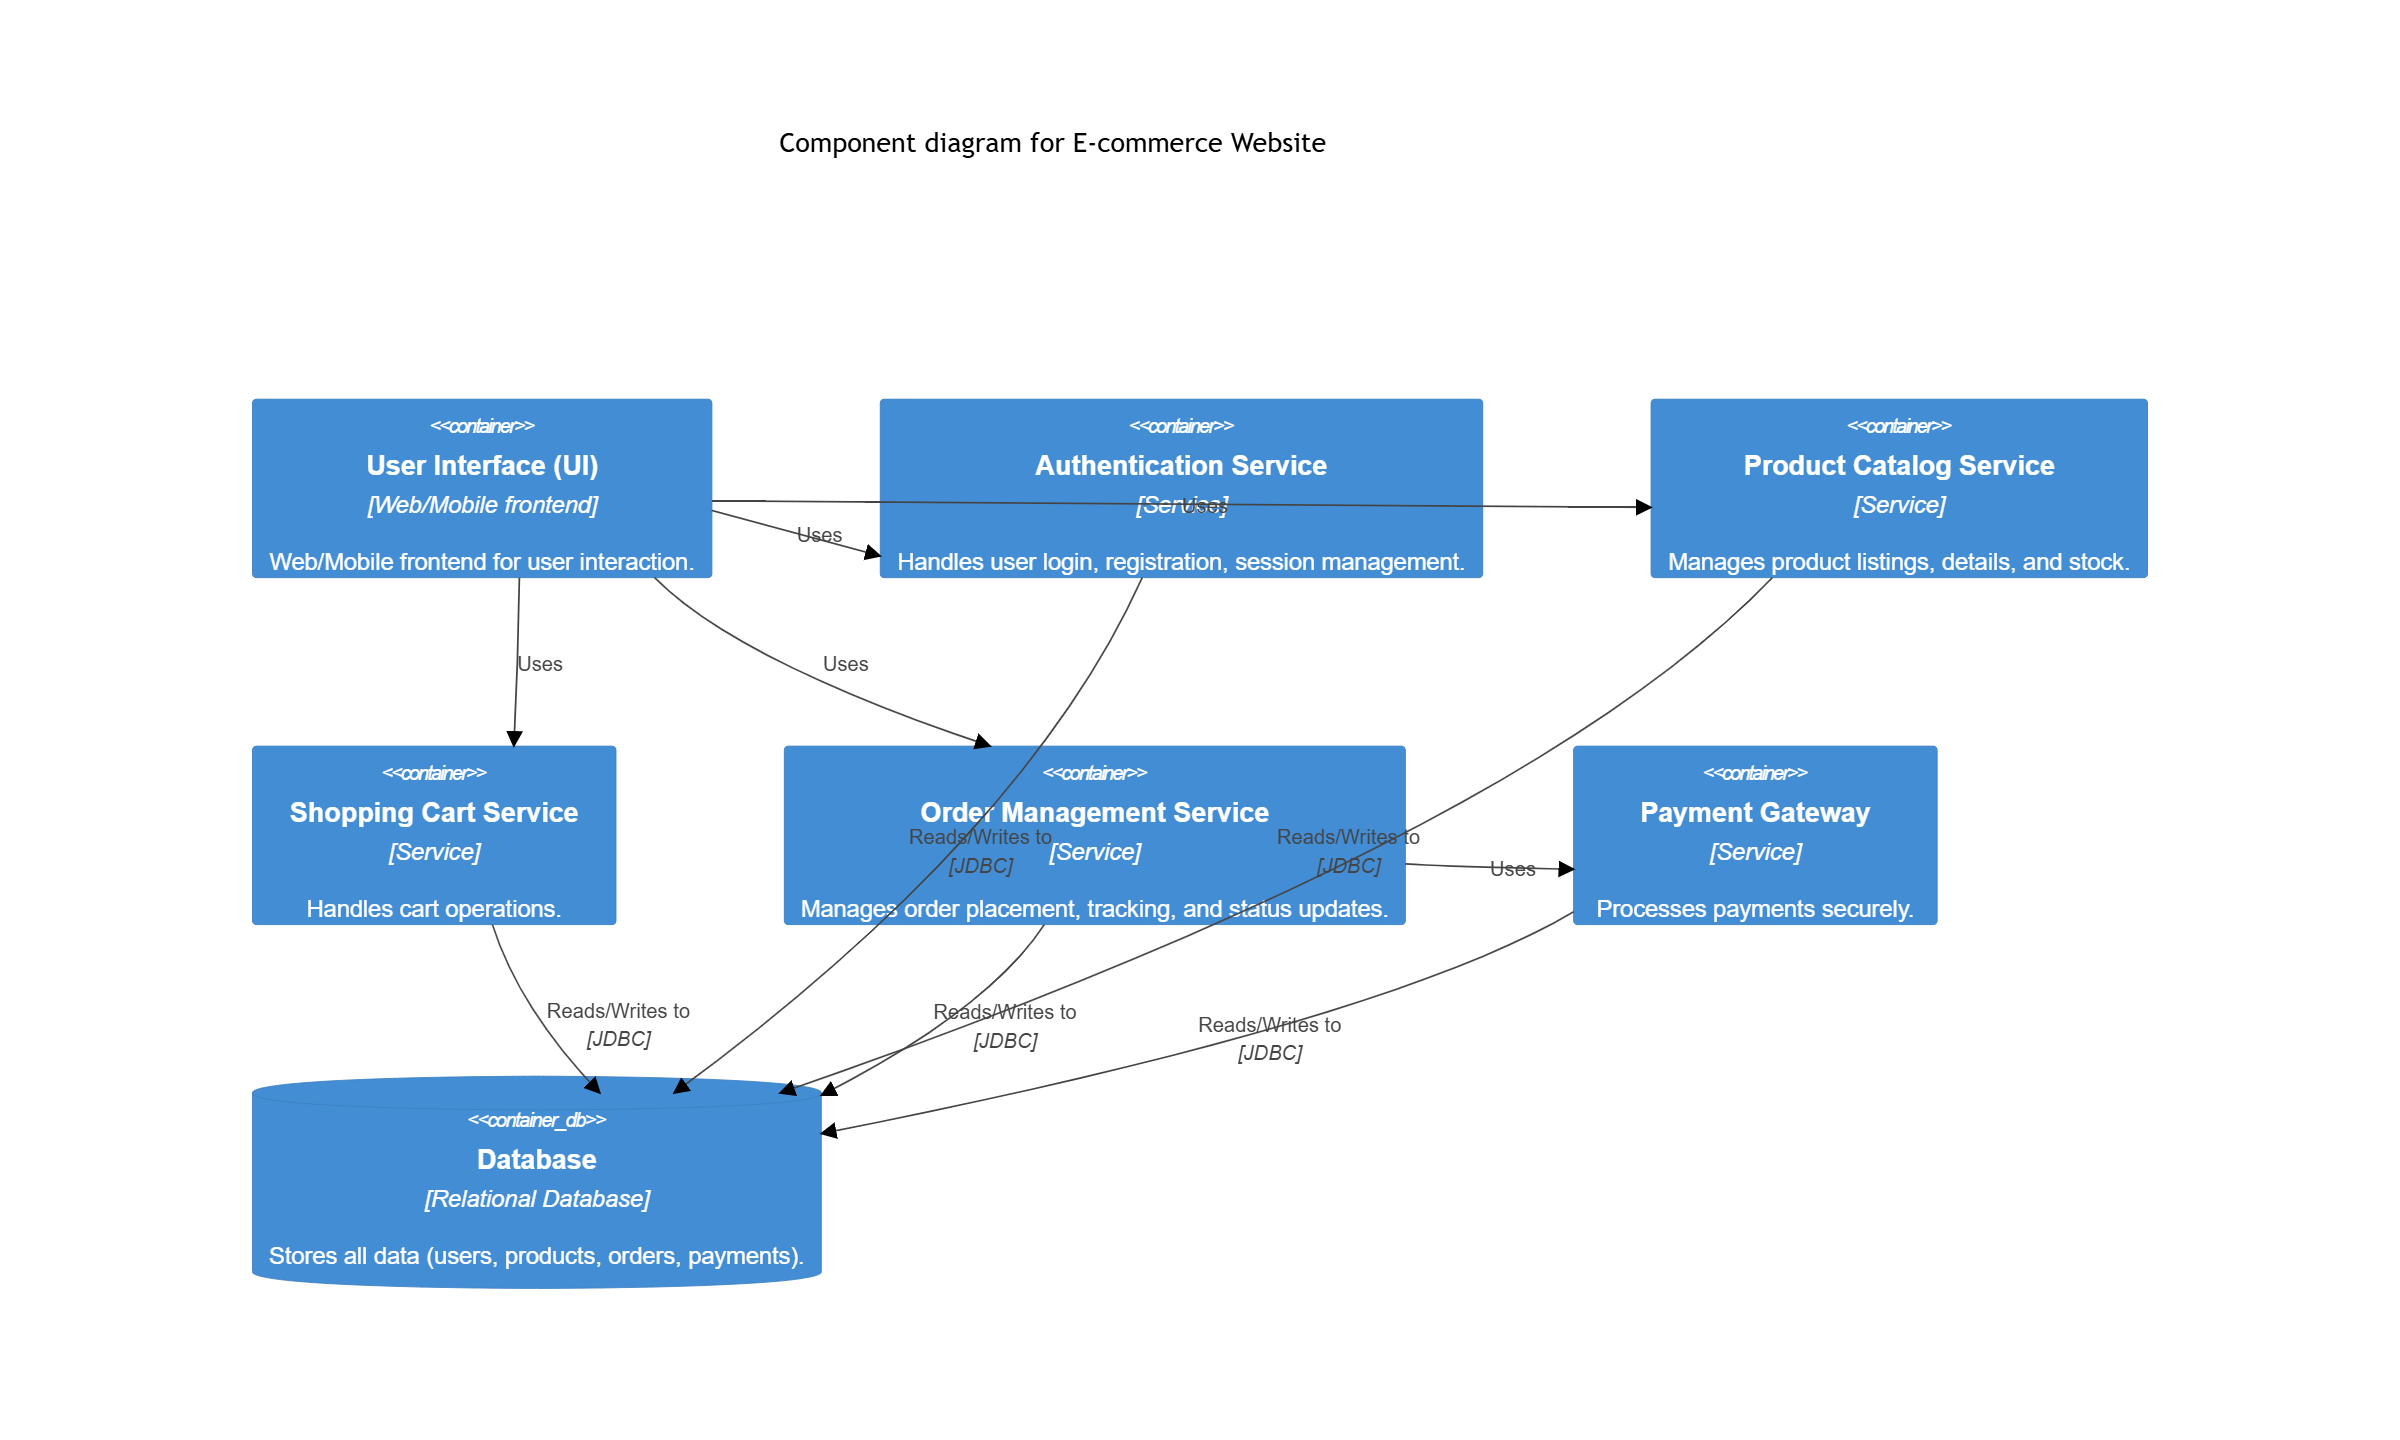 Component diagram for E-commerce Website
<<container>>
User Interface (UI)
[Web/Mobile frontend]
Web/Mobile frontend for user interaction.
<<container>>
Authentication Service
[Service]
Handles user login, registration, session management.
<<container>>
Product Catalog Service
[Service]
Manages product listings, details, and stock.
Uses
Uses
Uses
Uses
<<container>>
Shopping Cart Service
[Service]
Handles cart operations.
<<container>>
Order Management Service
[Service]
Manages order placement, tracking, and status updates.
<<container>>
Payment Gateway
[Service]
Processes payments securely.
Reads/Writes to
[JDBC]
Reads/Writes to
[JDBC]
Uses
Reads/Writes to
[JDBC]
Reads/Writes to
[JDBC]
Reads/Writes to
[JDBC]
<<container_db>>
Database
[Relational Database]
Stores all data (users, products, orders, payments).